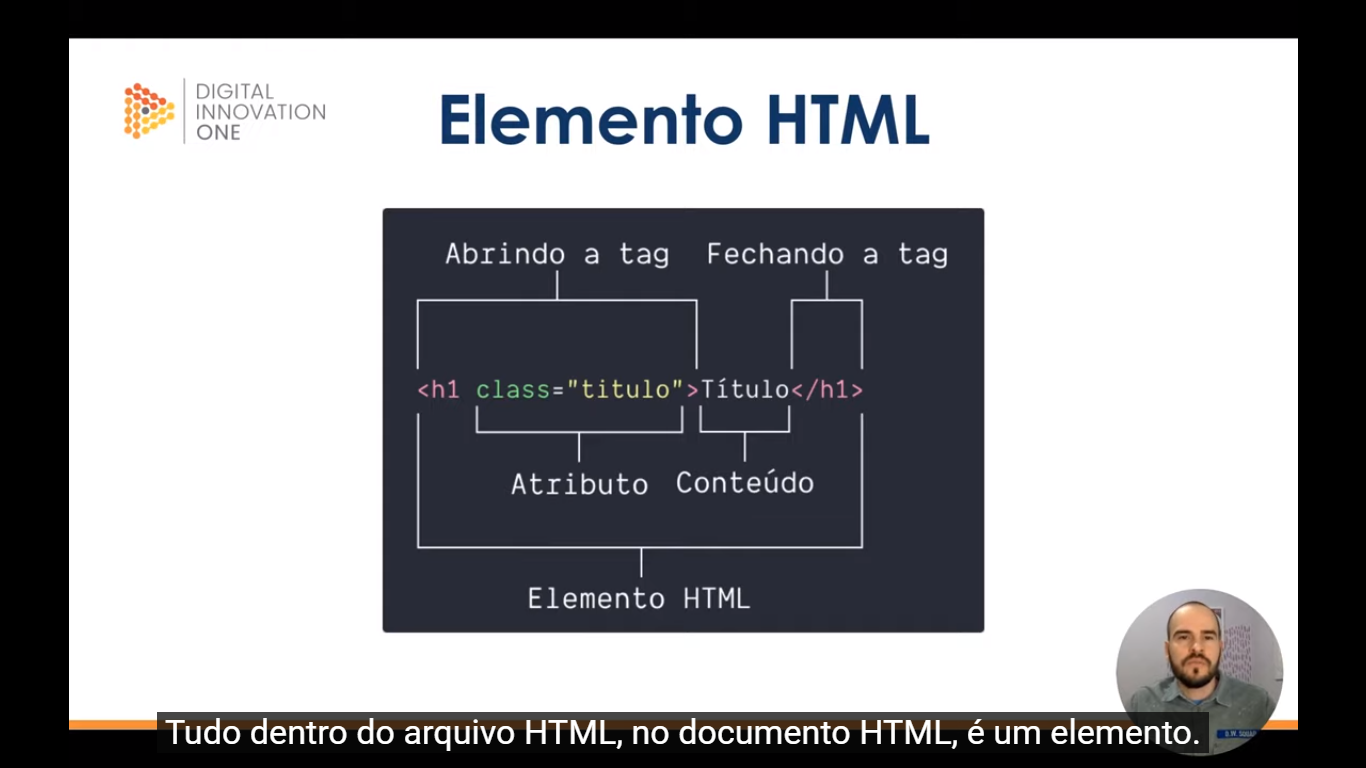 DIGITAL
INNOVATION
ONE
Elemento HTML
Abrindo a tag Fechando a tag
<h1 class="titulo">Título</h1>
Atributo Conteúdo
Elemento HTML
Tudo dentro do arquivo HTML, no documento HTML, é um elemento.